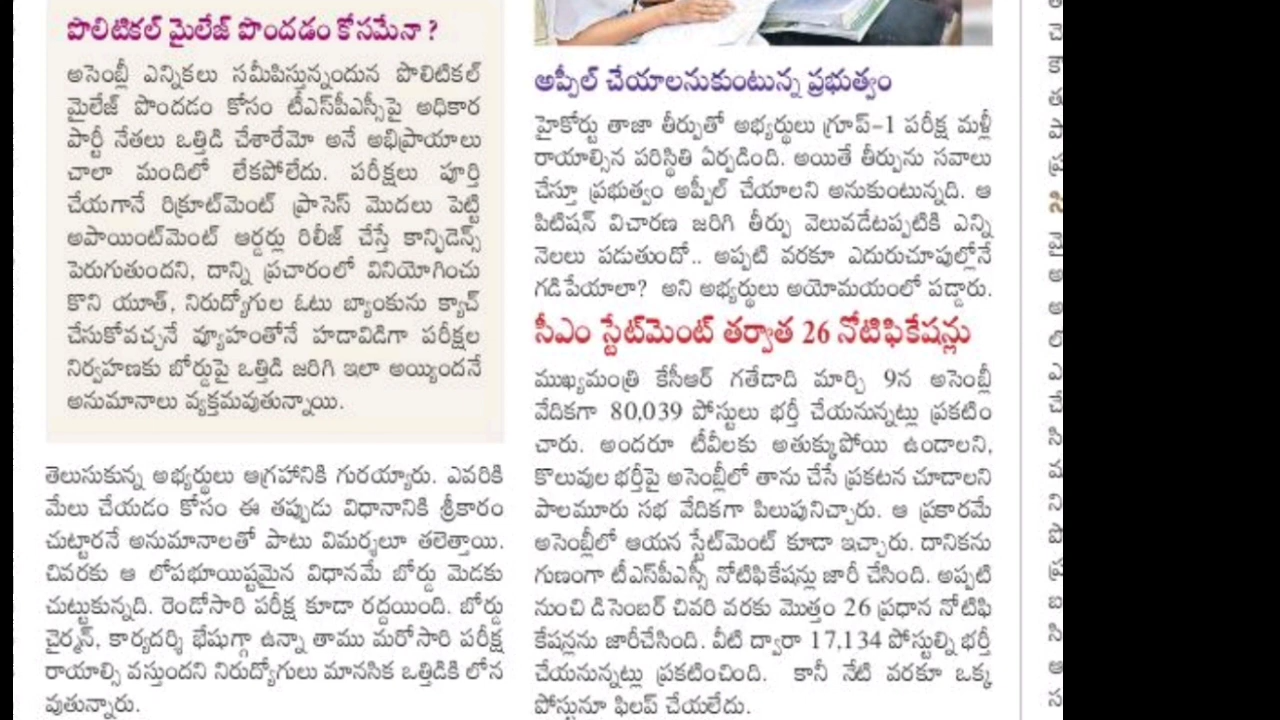 పొలిటికల్ మైలేజ్ పొందడం కోసమేనా ?
అసెంబ్లీ ఎన్నికలు సమీపిస్తున్నందున పొలిటికల్
మైలేజ్ పొందడం కోసం టీఎస్‌పీఎస్సీపై అధికార
పార్టీ నేతలు ఒత్తిడి చేశారేమో అనే అభిప్రాయాలు
చాలా మందిలో లేకపోలేదు. పరీక్షలు పూర్తి
చేయగానే రిక్రూట్‌మెంట్ ప్రాసెస్ మొదలు పెట్టి
అపాయింట్‌మెంట్ ఆర్డర్లు రిలీజ్ చేస్తే కాన్ఫిడెన్స్
పెరుగుతుందని, దాన్ని ప్రచారంలో వినియోగించు
కొని యూత్, నిరుద్యోగుల ఓటు బ్యాంకును క్యాచ్
చేసుకోవచ్చనే వ్యూహంతోనే హడావిడిగా పరీక్షల
నిర్వహణకు బోర్డుపై ఒత్తిడి జరిగి ఇలా అయ్యిందనే
అనుమానాలు వ్యక్తమవుతున్నాయి.
తెలుసుకున్న అభ్యర్థులు ఆగ్రహానికి గురయ్యారు. ఎవరికి
మేలు చేయడం కోసం ఈ తప్పుడు విధానానికి శ్రీకారం
చుట్టారనే అనుమానాలతో పాటు విమర్శలూ తలెత్తాయి.
చివరకు ఆ లోపభూయిష్టమైన విధానమే బోర్డు మెడకు
చుట్టుకున్నది. రెండోసారి పరీక్ష కూడా రద్దయింది. బోర్డు
చైర్మన్, కార్యదర్శి భేషుగ్గా ఉన్నా తాము మరోసారి పరీక్ష
రాయాల్సి వస్తుందని నిరుద్యోగులు మానసిక ఒత్తిడికి లోన
వుతున్నారు.
అప్పీల్ చేయాలనుకుంటున్న ప్రభుత్వం
హైకోర్టు తాజా తీర్పుతో అభ్యర్థులు గ్రూప్-1 పరీక్ష మళ్లీ
రాయాల్సిన పరిస్థితి ఏర్పడింది. అయితే తీర్పును సవాలు
చేస్తూ ప్రభుత్వం అప్పీల్ చేయాలని అనుకుంటున్నది. ఆ
పిటిషన్ విచారణ జరిగి తీర్పు వెలువడేటప్పటికి ఎన్ని
నెలలు పడుతుందో.. అప్పటి వరకూ ఎదురుచూపుల్లోనే
గడిపేయాలా? అని అభ్యర్థులు అయోమయంలో పడ్డారు.
సీఎం స్టేట్‌మెంట్ తర్వాత 26 నోటిఫికేషన్లు
ముఖ్యమంత్రి కేసీఆర్ గతేడాది మార్చి 9న అసెంబ్లీ
వేదికగా 80,039 పోస్టులు భర్తీ చేయనున్నట్లు ప్రకటిం
చారు. అందరూ టీవీలకు అతుక్కుపోయి ఉండాలని,
కొలువుల భర్తీపై అసెంబ్లీలో తాను చేసే ప్రకటన చూడాలని
పాలమూరు సభ వేదికగా పిలుపునిచ్చారు. ఆ ప్రకారమే
అసెంబ్లీలో ఆయన స్టేట్‌మెంట్ కూడా ఇచ్చారు. దానికను
గుణంగా టీఎస్‌పీఎస్సీ నోటిఫికేషన్లు జారీ చేసింది. అప్పటి
నుంచి డిసెంబర్ చివరి వరకు మొత్తం 26 ప్రధాన నోటిఫి
కేషన్లను జారీచేసింది. వీటి ద్వారా 17,134 పోస్టుల్ని భర్తీ
చేయనున్నట్లు ప్రకటించింది. కానీ నేటి వరకూ ఒక్క
పోస్టునూ ఫిలప్ చేయలేదు.